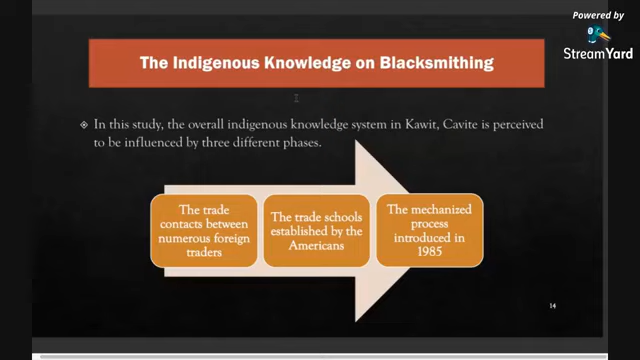 Powered by
StreamYard
The Indigenous Knowledge on Blacksmithing
In this study, the overall indigenous knowledge system in Kawit, Cavite is perceived
to be influenced by three different phases.
The trade
contacts between
numerous foreign
traders
The trade schools
established by the
Americans
The mechanized
process
introduced in
1985
14